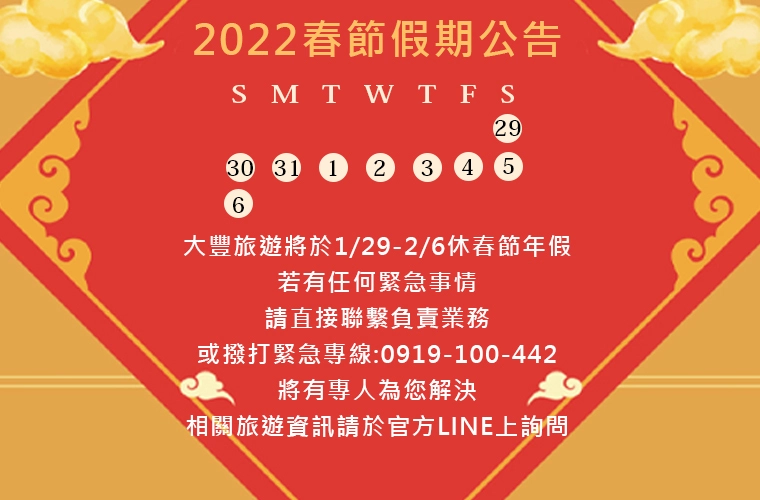 2022春節假期公告
S M T W T F S
29
30 31 1 2 3 4 5
6
大豐旅遊將於1/29-2/6休春節年假
若有任何緊急事情
請直接聯繫負責業務
或撥打緊急專線:0919-100-442
將有專人為您解決
相關旅遊資訊請於官方LINE上詢問